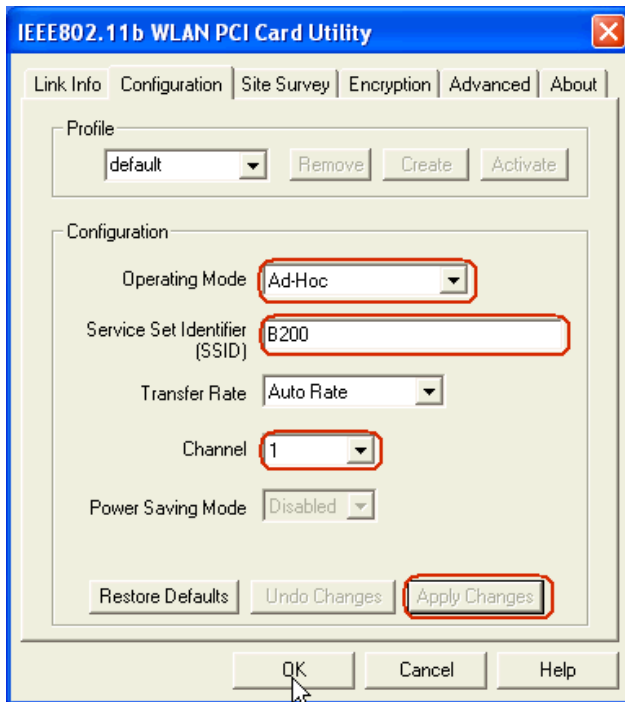 IEEE802.11b WLAN PCI Card Utility
Link Info Configuration Site Survey Encryption Advanced About
Profile
default Remove Create Activate
Configuration
Operating Mode Ad-Hoc
Service Set Identifier (SSID) B200
Transfer Rate Auto Rate
Channel 1
Power Saving Mode Disabled
Restore Defaults Undo Changes Apply Changes
OK Cancel Help